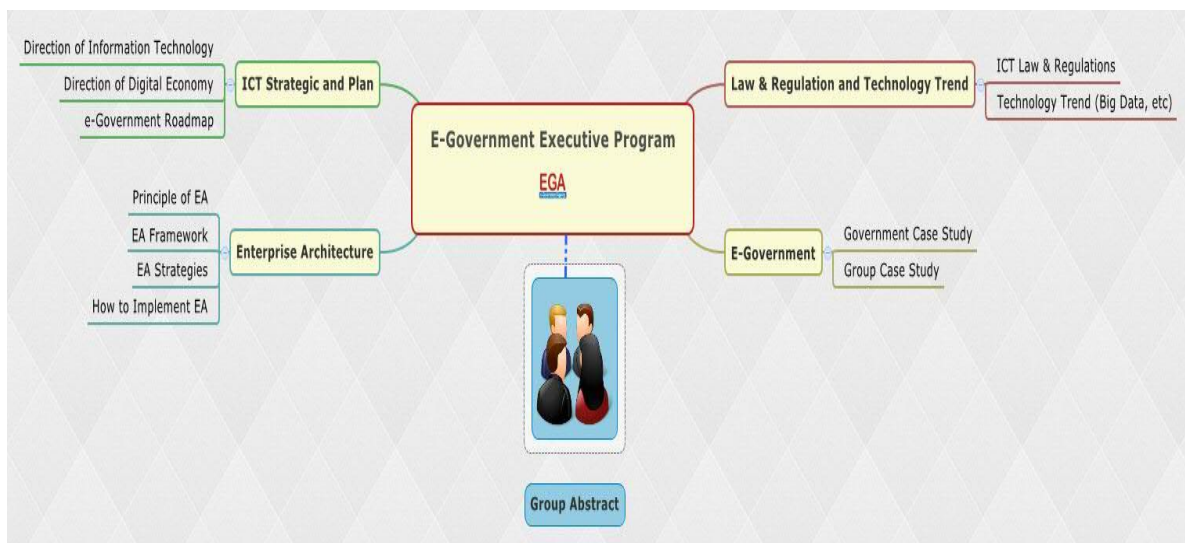 Direction of Information Technology
Direction of Digital Economy
e-Government Roadmap
ICT Strategic and Plan
Principle of EA
EA Framework
EA Strategies
How to Implement EA
Enterprise Architecture
E-Government Executive Program
EGA
Law & Regulation and Technology Trend
ICT Law & Regulations
Technology Trend (Big Data, etc)
E-Government
Government Case Study
Group Case Study
Group Abstract